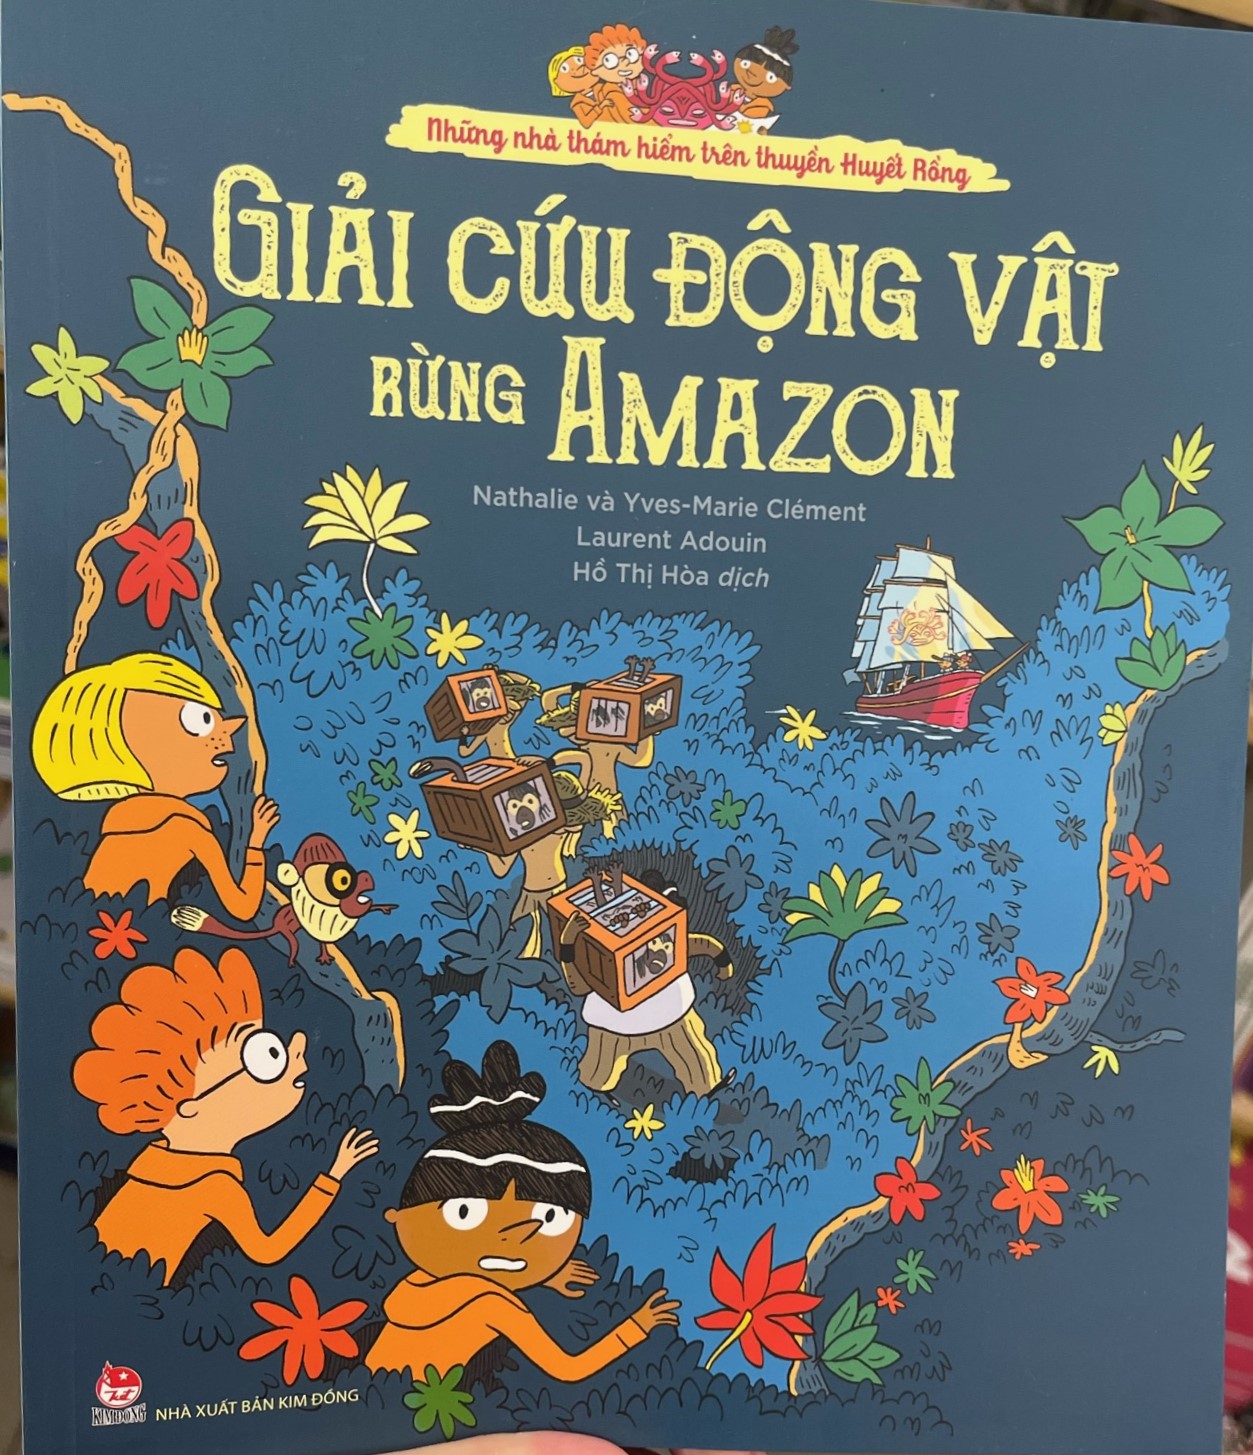 Những nhà thám hiểm trên thuyền Huyết Rồng
GIẢI CỨU ĐỘNG VẬT
RỪNG AMAZON
Nathalie và Yves-Marie Clément
Laurent Adouin
Hồ Thị Hòa dịch
KIM ĐỒNG
NHÀ XUẤT BẢN KIM ĐỒNG